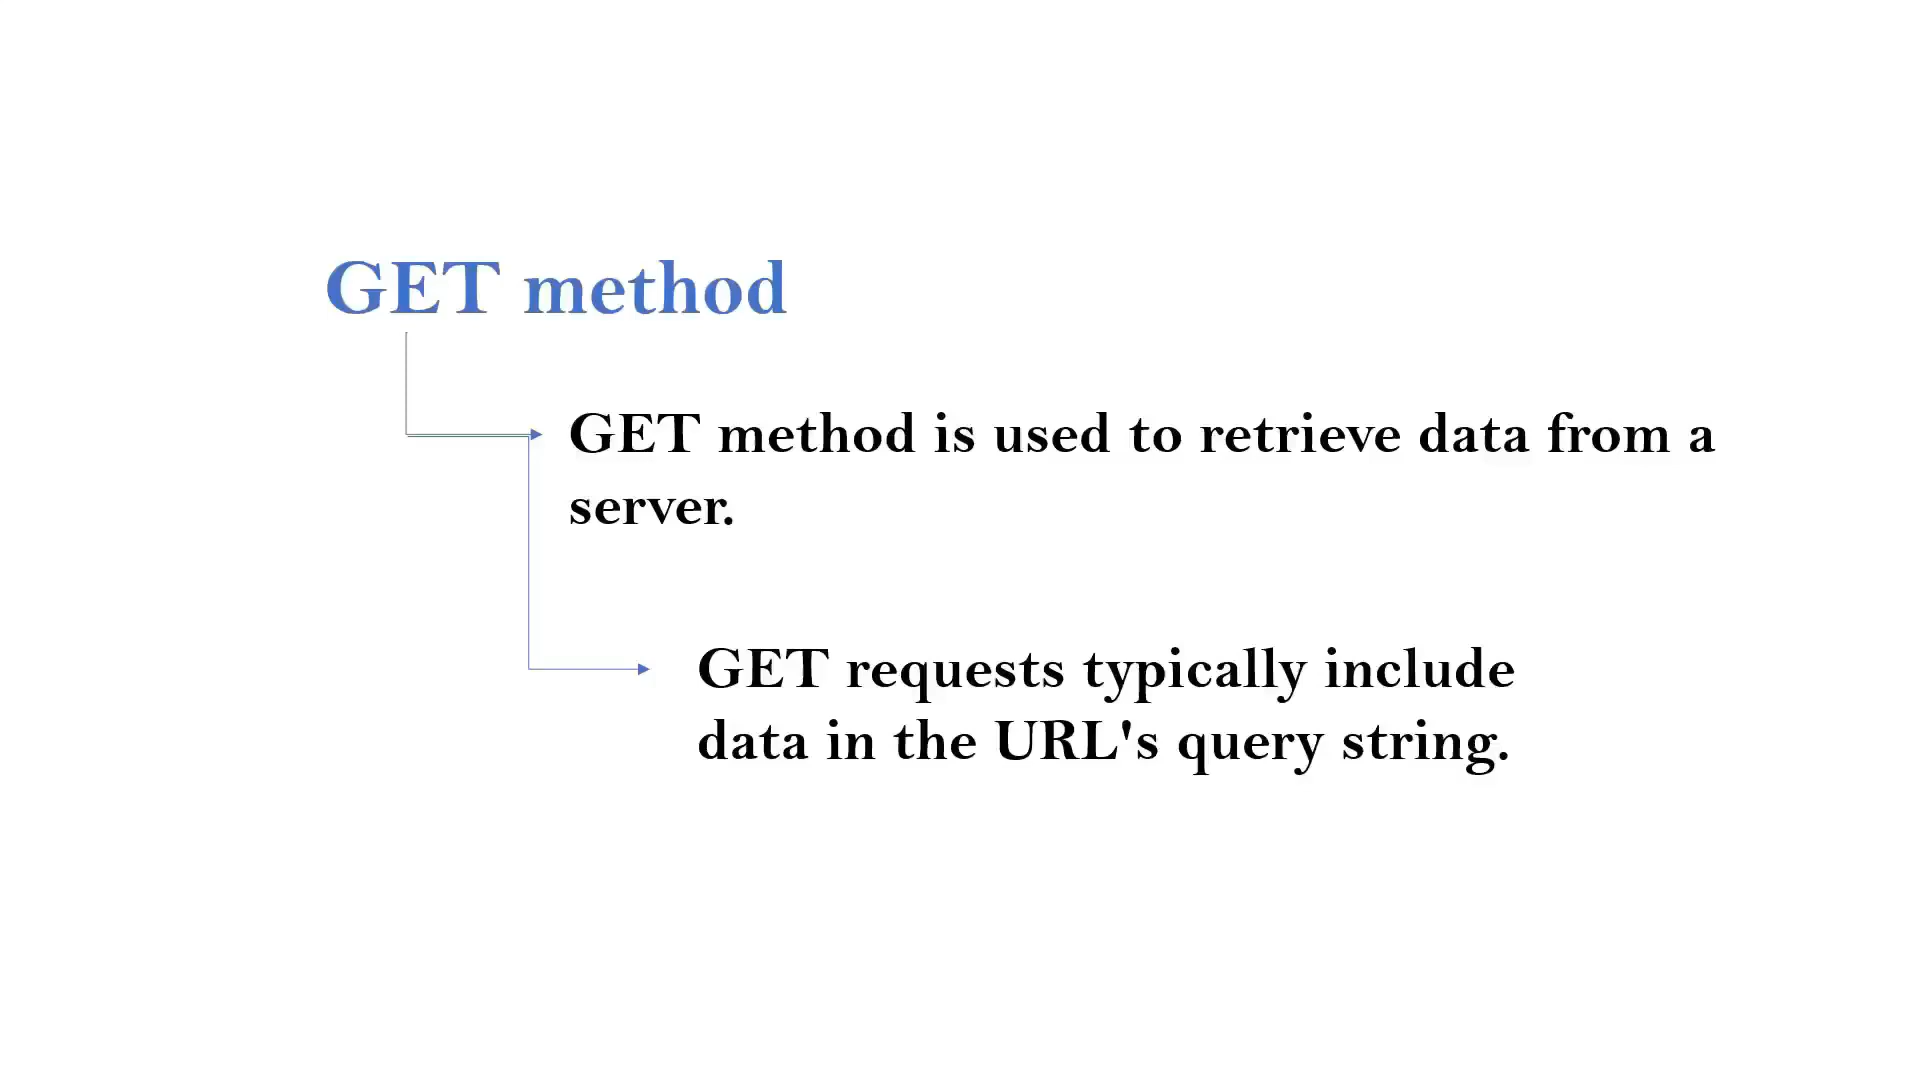 GET method
GET method is used to retrieve data from a
server.
GET requests typically include
data in the URL's query string.